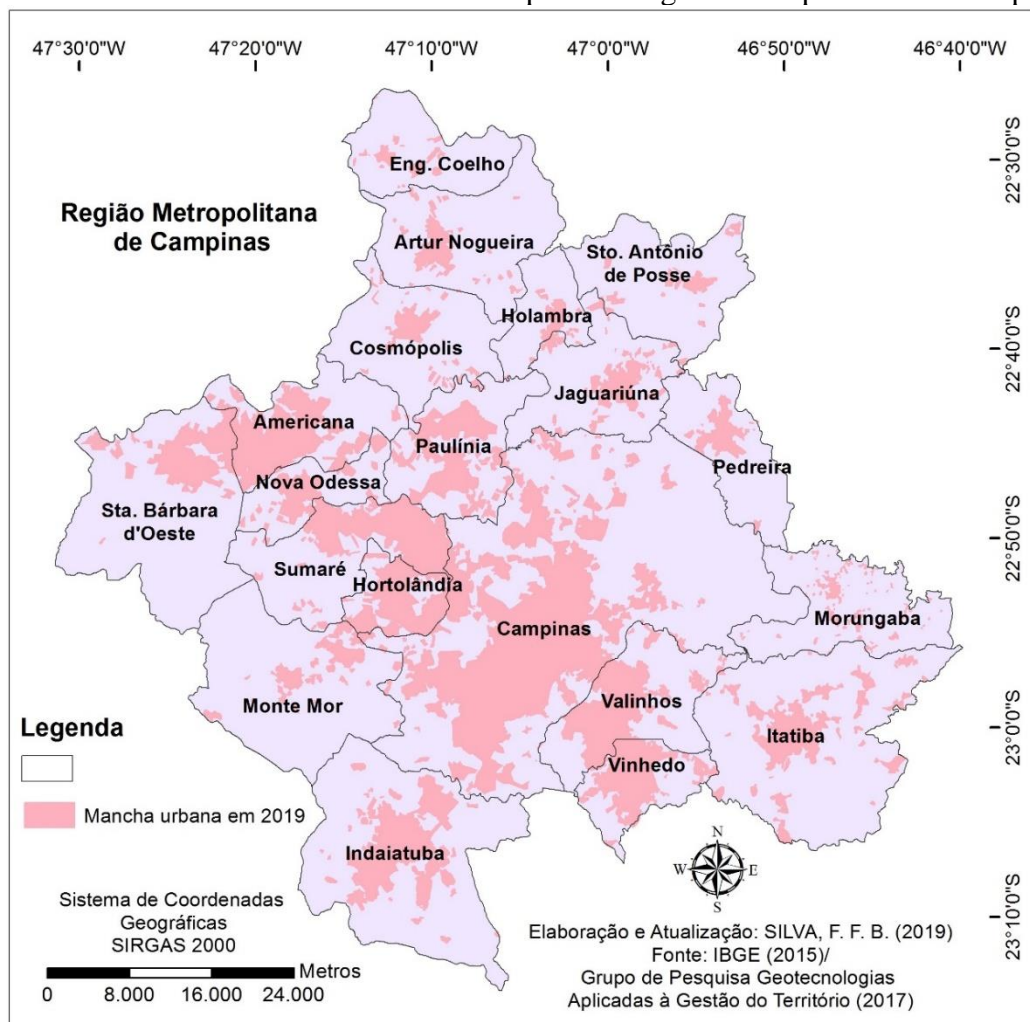 47°30'0"W 47°20'0"W 47°10'0"W 47°0'0"W 46°50'0"W 46°40'0"W
22°30'0"S
22°40'0"S
22°50'0"S
23°0'0"S
23°10'0"S
Região Metropolitana
de Campinas
Eng. Coelho
Artur Nogueira
Sto. Antônio
de Posse
Holambra
Cosmópolis
Jaguariúna
Americana
Paulínia
Pedreira
Nova Odessa
Sta. Bárbara
d'Oeste
Sumaré
Hortolândia
Campinas
Morungaba
Monte Mor
Valinhos
Itatiba
Vinhedo
Indaiatuba
Legenda
Mancha urbana em 2019
Sistema de Coordenadas
Geográficas
SIRGAS 2000
Metros
0 8.000 16.000 24.000
N
W E
S
Elaboração e Atualização: SILVA, F. F. B. (2019)
Fonte: IBGE (2015)/
Grupo de Pesquisa Geotecnologias
Aplicadas à Gestão do Território (2017)